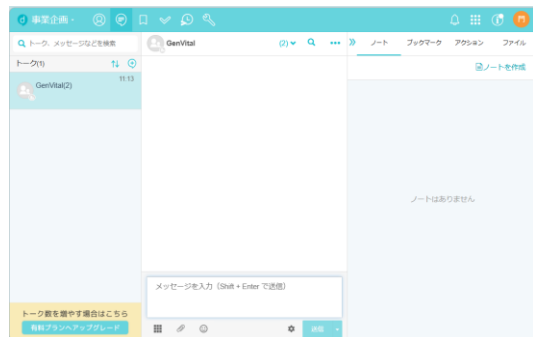 事業企画
トーク、メッセージなどを検索
GenVital
(2)
ノート
ブックマーク
アクション
ファイル
トーク(1)
ノートを作成
GenVital(2)
11:13
ノートはありません
メッセージを入力（Shift + Enter で送信）
トーク数を増やす場合はこちら
有料プランへアップグレード
送信